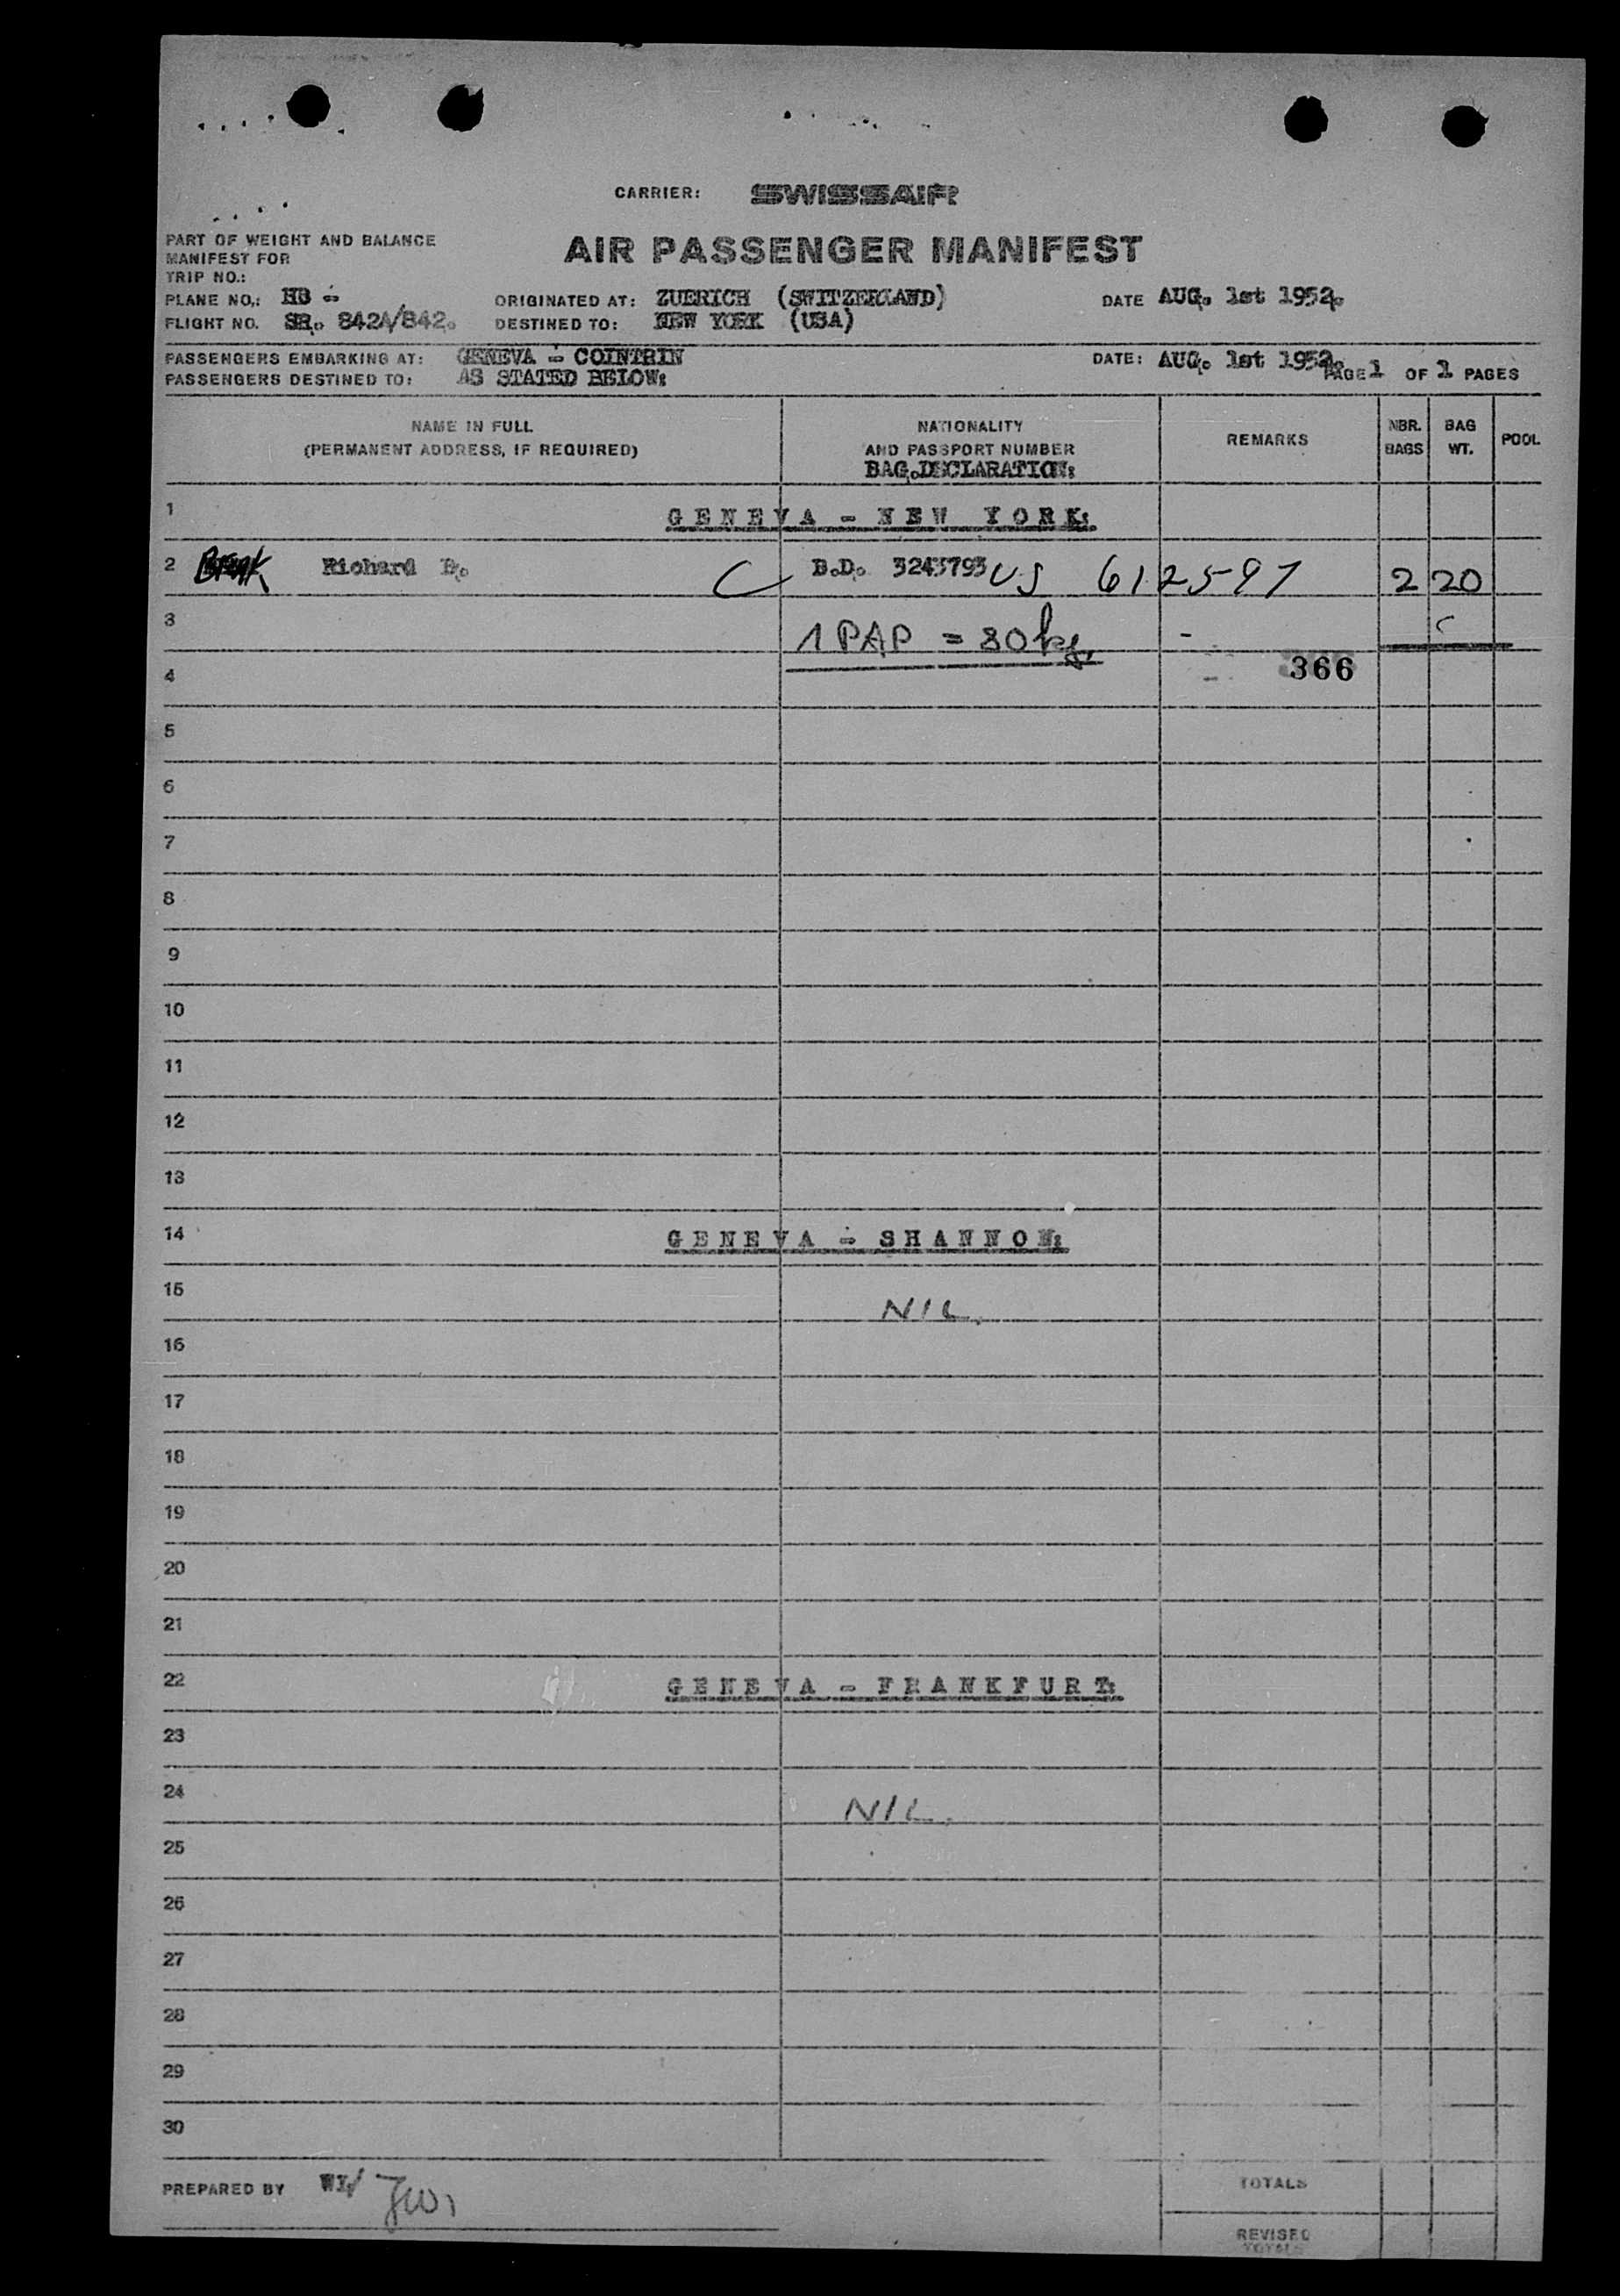 CARRIER: SWISSAIR
PART OF WEIGHT AND BALANCE
MANIFEST FOR
TRIP NO.:
AIR PASSENGER MANIFEST
PLANE NO.: HB - ORIGINATED AT: ZUERICH (SWITZERLAND) DATE AUG. 1st 1952.
FLIGHT NO. SR. 842A/842. DESTINED TO: NEW YORK (USA)
PASSENGERS EMBARKING AT: GENEVA - COINTRIN DATE: AUG. 1st 1952.
PASSENGERS DESTINED TO: AS STATED BELOW: PAGE 1 OF 1 PAGES
NAME IN FULL
(PERMANENT ADDRESS, IF REQUIRED)
NATIONALITY
AND PASSPORT NUMBER
BAG.DECLARATION:
REMARKS
NBR.
BAGS
BAG
WT.
POOL
1 GENEVA - NEW YORK:
2 Richard B. C B.D. 3243793 US 612597 2 20
3 1 PAP = 80 kg. -
4 366
5
6
7
8
9
10
11
12
13
14 GENEVA - SHANNON:
15 NIL.
16
17
18
19
20
21
22 GENEVA - FRANKFURT:
23
24 NIL.
25
26
27
28
29
30
PREPARED BY WI/
TOTALS
REVISED
TOTALS